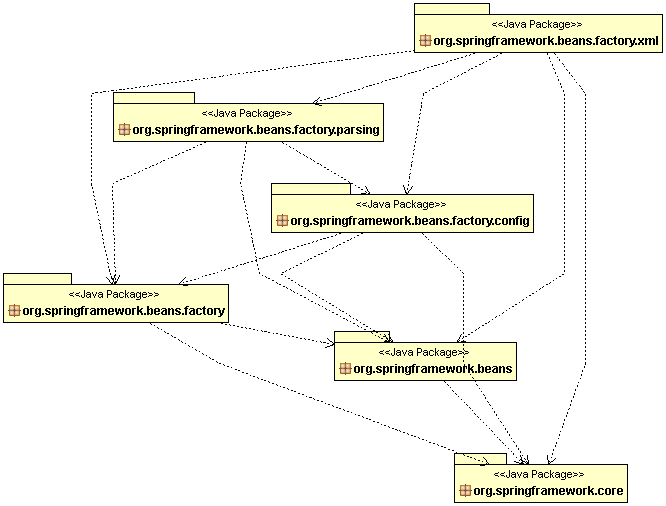 <<Java Package>>
org.springframework.beans.factory.xml
<<Java Package>>
org.springframework.beans.factory.parsing
<<Java Package>>
org.springframework.beans.factory.config
<<Java Package>>
org.springframework.beans.factory
<<Java Package>>
org.springframework.beans
<<Java Package>>
org.springframework.core